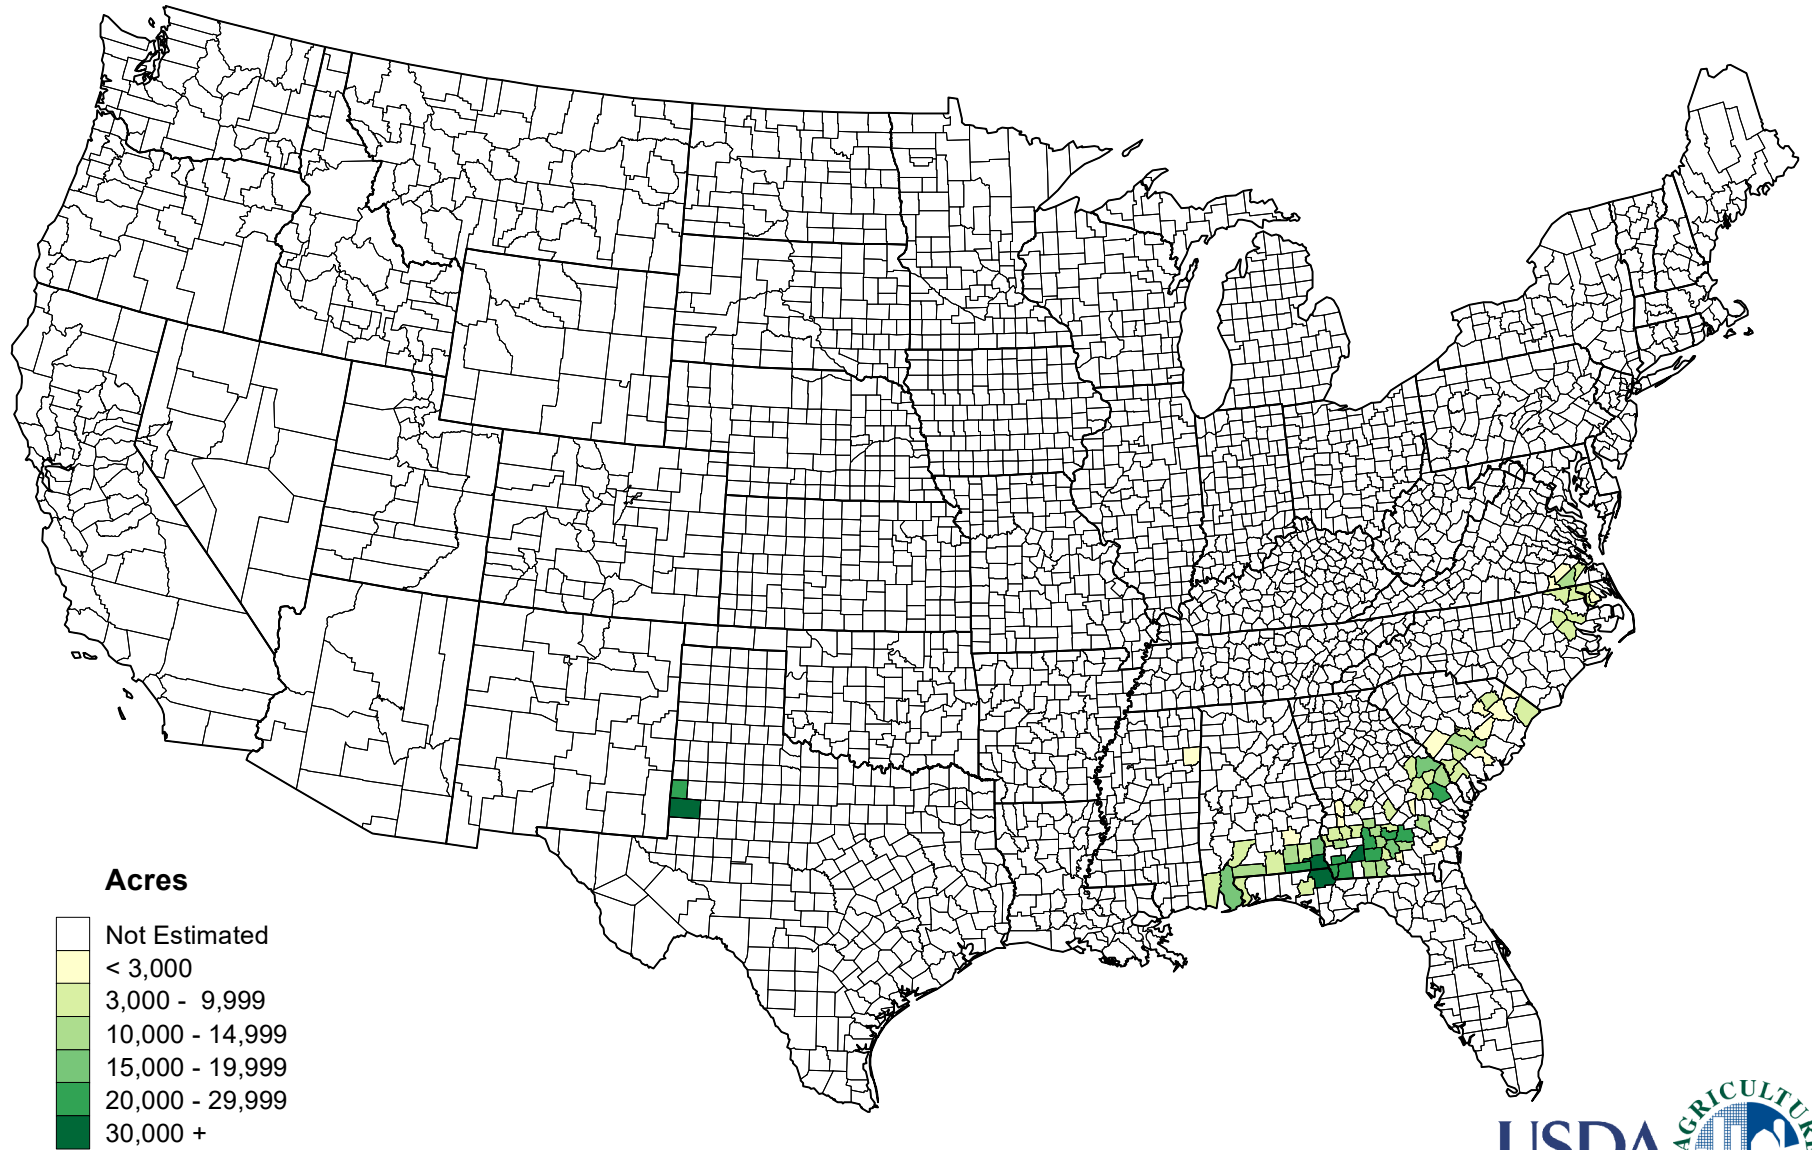 Acres
Not Estimated
< 3,000
3,000 - 9,999
10,000 - 14,999
15,000 - 19,999
20,000 - 29,999
30,000 +
USDA
AGRICULTURE